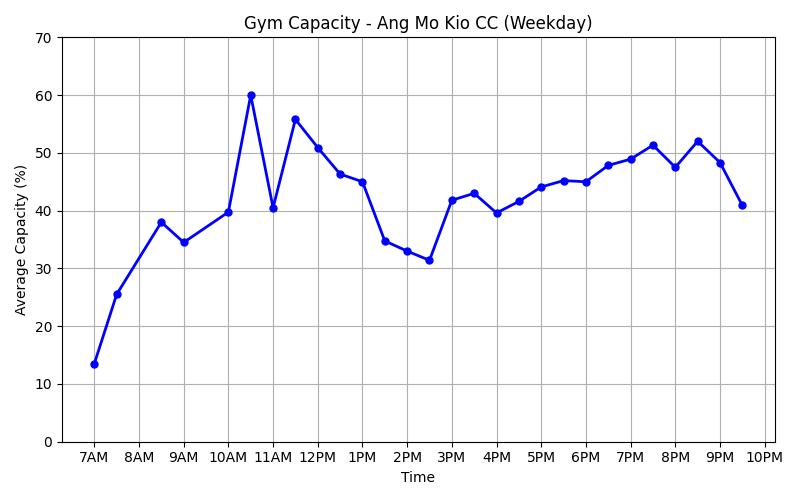 Gym Capacity - Ang Mo Kio CC (Weekday)
Average Capacity (%)
70
60
50
40
30
20
10
0
7AM 8AM 9AM 10AM 11AM 12PM 1PM 2PM 3PM 4PM 5PM 6PM 7PM 8PM 9PM 10PM
Time